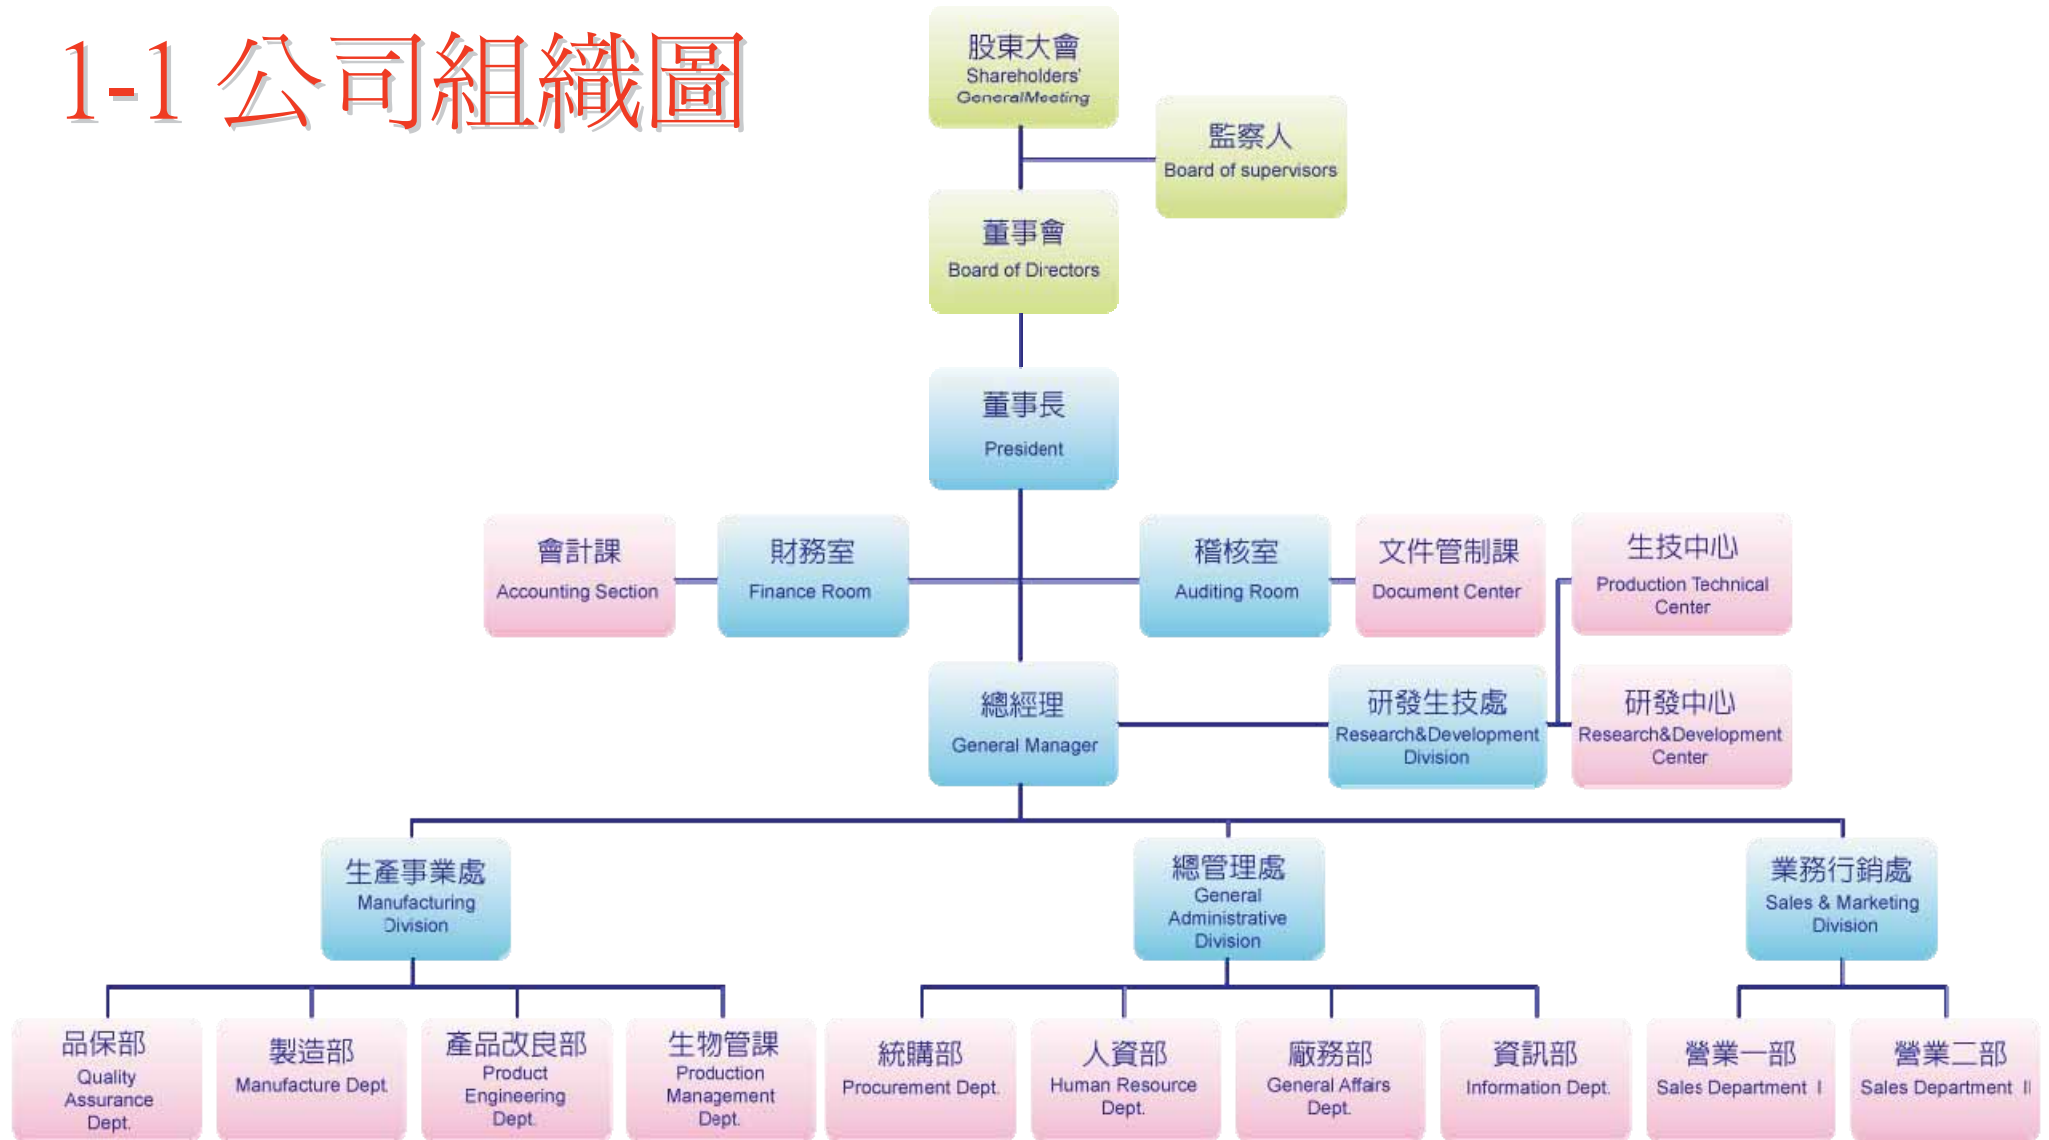 1-1 公司組織圖
股東大會
Shareholders'
GeneralMeeting
監察人
Board of supervisors
董事會
Board of Directors
董事長
President
會計課
Accounting Section
財務室
Finance Room
稽核室
Auditing Room
文件管制課
Document Center
生技中心
Production Technical
Center
總經理
General Manager
研發生技處
Research&Development
Division
研發中心
Research&Development
Center
生產事業處
Manufacturing
Division
總管理處
General
Administrative
Division
業務行銷處
Sales & Marketing
Division
品保部
Quality
Assurance
Dept.
製造部
Manufacture Dept
產品改良部
Product
Engineering
Dept.
生物管課
Production
Management
Dept.
統購部
Procurement Dept.
人資部
Human Resource
Dept.
廠務部
General Affairs
Dept.
資訊部
Information Dept.
營業一部
Sales Department I
營業二部
Sales Department II